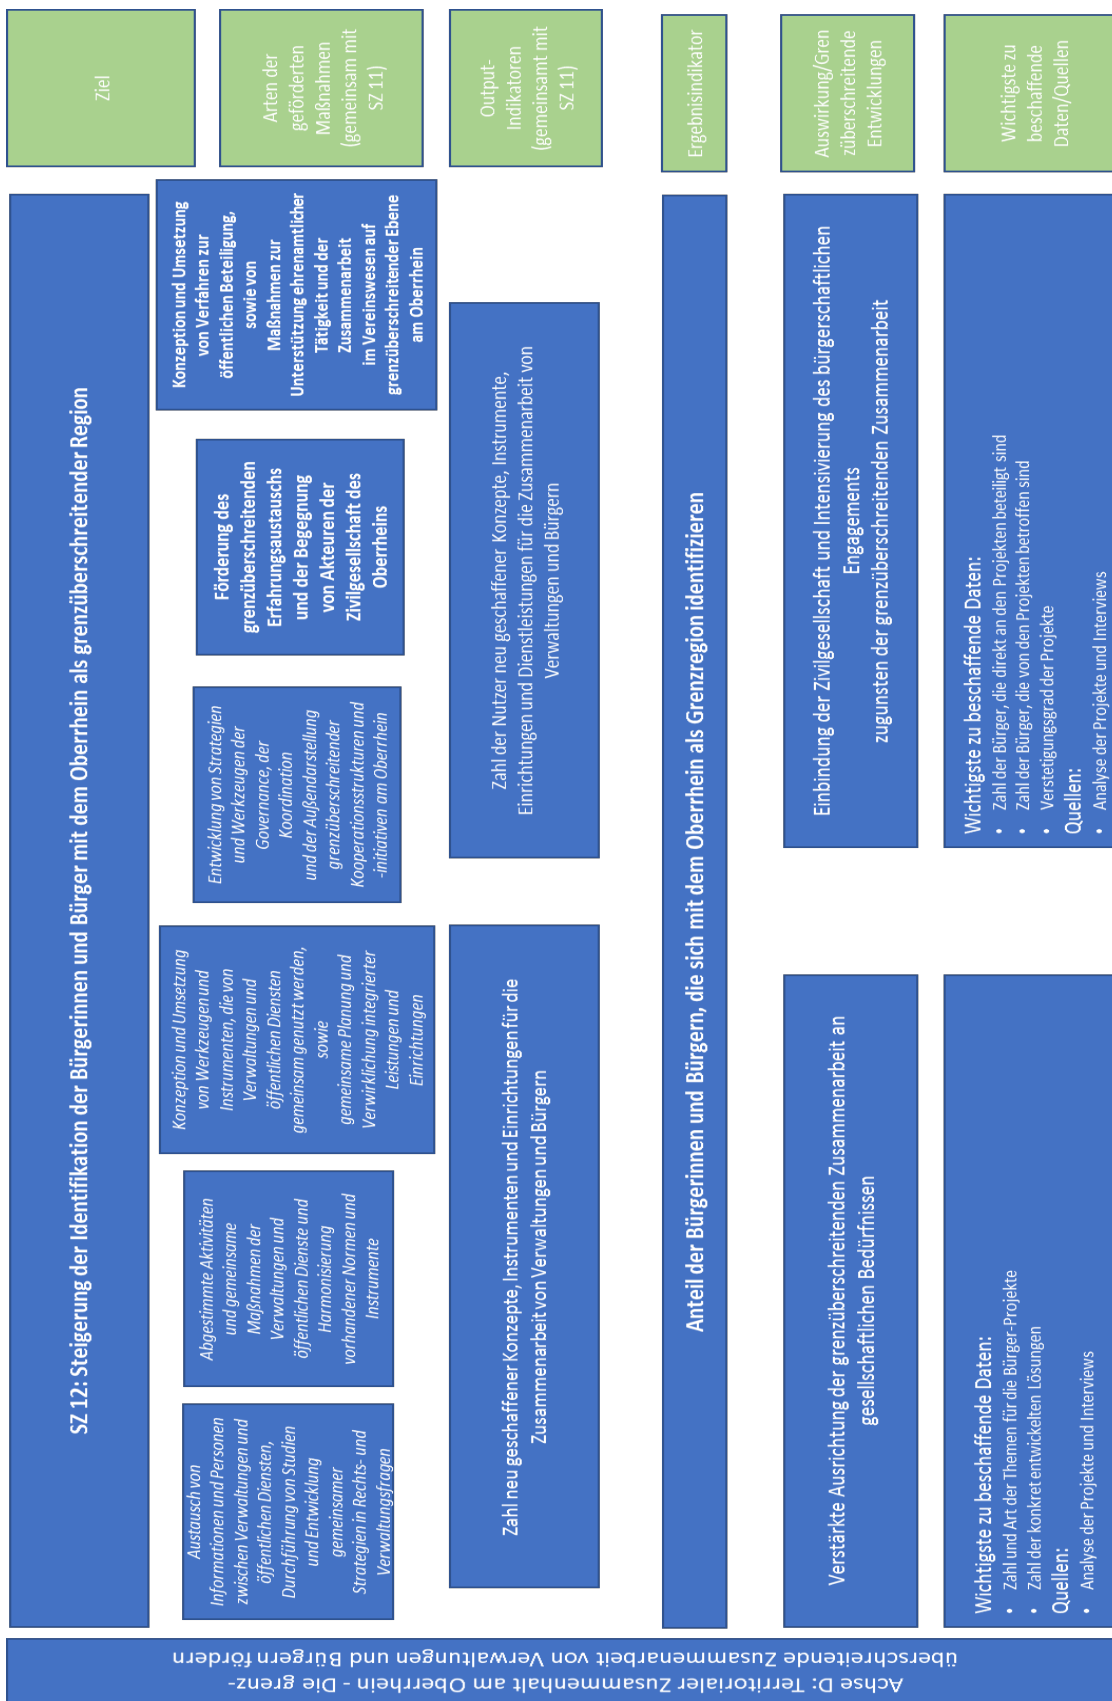 Achse D: Territorialer Zusammenhalt am Oberrhein - Die grenz-
überschreitende Zusammenarbeit von Verwaltungen und Bürgern fördern
SZ 12: Steigerung der Identifikation der Bürgerinnen und Bürger mit dem Oberrhein als grenzüberschreitender Region
Ziel
Austausch von
Informationen und Personen
zwischen Verwaltungen und
öffentlichen Diensten,
Durchführung von Studien
und Entwicklung
gemeinsamer
Strategien in Rechts- und
Verwaltungsfragen
Abgestimmte Aktivitäten
und gemeinsame
Maßnahmen der
Verwaltungen und
öffentlichen Dienste und
Harmonisierung
vorhandener Normen und
Instrumente
Konzeption und Umsetzung
von Werkzeugen und
Instrumenten, die von
Verwaltungen und
öffentlichen Diensten
gemeinsam genutzt werden,
sowie
gemeinsame Planung und
Verwirklichung integrierter
Leistungen und
Einrichtungen
Entwicklung von Strategien
und Werkzeugen der
Governance, der
Koordination
und der Außendarstellung
grenzüberschreitender
Kooperationsstrukturen und
-initiativen am Oberrhein
Förderung des
grenzüberschreitenden
Erfahrungsaustauschs
und der Begegnung
von Akteuren der
Zivilgesellschaft des
Oberrheins
Konzeption und Umsetzung
von Verfahren zur
öffentlichen Beteiligung,
sowie von
Maßnahmen zur
Unterstützung ehrenamtlicher
Tätigkeit und der
Zusammenarbeit
im Vereinswesen auf
grenzüberschreitender Ebene
am Oberrhein
Arten der
geförderten
Maßnahmen
(gemeinsam mit
SZ 11)
Zahl neu geschaffener Konzepte, Instrumenten und Einrichtungen für die
Zusammenarbeit von Verwaltungen und Bürgern
Zahl der Nutzer neu geschaffener Konzepte, Instrumente,
Einrichtungen und Dienstleistungen für die Zusammenarbeit von
Verwaltungen und Bürgern
Output-
Indikatoren
(gemeinsamt mit
SZ 11)
Anteil der Bürgerinnen und Bürgern, die sich mit dem Oberrhein als Grenzregion identifizieren
Ergebnisindikator
Verstärkte Ausrichtung der grenzüberschreitenden Zusammenarbeit an
gesellschaftlichen Bedürfnissen
Einbindung der Zivilgesellschaft und Intensivierung des bürgerschaftlichen
Engagements
zugunsten der grenzüberschreitenden Zusammenarbeit
Auswirkung/Gren
züberschreitende
Entwicklungen
Wichtigste zu beschaffende Daten:
• Zahl und Art der Themen für die Bürger-Projekte
• Zahl der konkret entwickelten Lösungen
Quellen:
• Analyse der Projekte und Interviews
Wichtigste zu beschaffende Daten:
• Zahl der Bürger, die direkt an den Projekten beteiligt sind
• Zahl der Bürger, die von den Projekten betroffen sind
• Verstetigungsgrad der Projekte
Quellen:
• Analyse der Projekte und Interviews
Wichtigste zu
beschaffende
Daten/Quellen